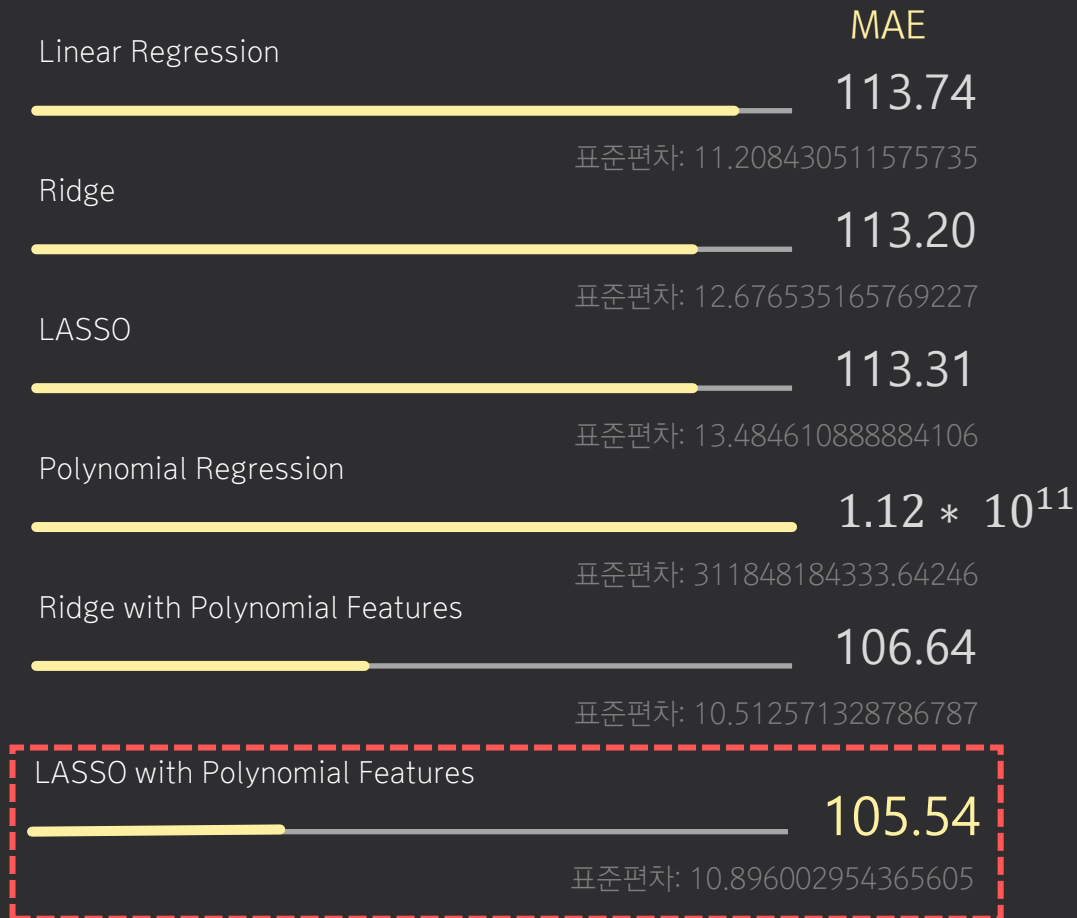 MAE
Linear Regression
113.74
표준편차: 11.208430511575735
Ridge
113.20
표준편차: 12.676535165769227
LASSO
113.31
표준편차: 13.484610888884106
Polynomial Regression
1.12 * 10¹¹
표준편차: 311848184333.64246
Ridge with Polynomial Features
106.64
표준편차: 10.512571328786787
LASSO with Polynomial Features
105.54
표준편차: 10.896002954365605